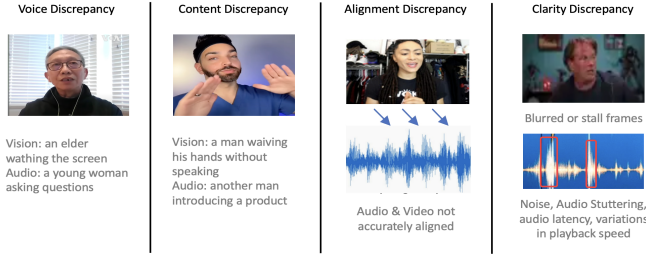 Voice Discrepancy
Vision: an elder
wathing the screen
Audio: a young woman
asking questions
Content Discrepancy
Vision: a man waiving
his hands without
speaking
Audio: another man
introducing a product
Alignment Discrepancy
Audio & Video not
accurately aligned
Clarity Discrepancy
Blurred or stall frames
Noise, Audio Stuttering,
audio latency, variations
in playback speed